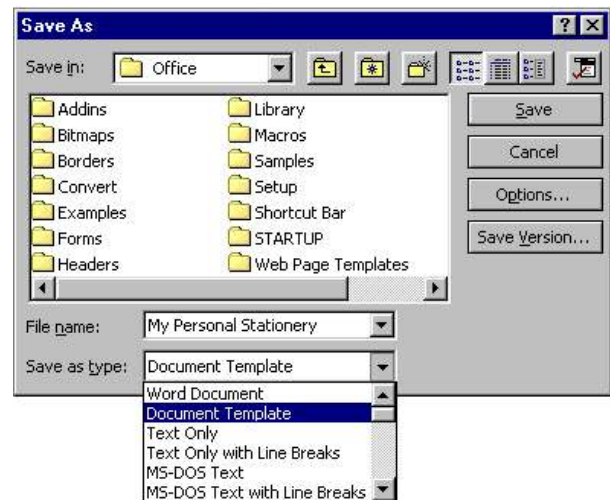 Save As
Save in: Office
Addins
Bitmaps
Borders
Convert
Examples
Forms
Headers
Library
Macros
Samples
Setup
Shortcut Bar
STARTUP
Web Page Templates
Save
Cancel
Options...
Save Version...
File name: My Personal Stationery
Save as type: Document Template
Word Document
Document Template
Text Only
Text Only with Line Breaks
MS-DOS Text
MS-DOS Text with Line Breaks